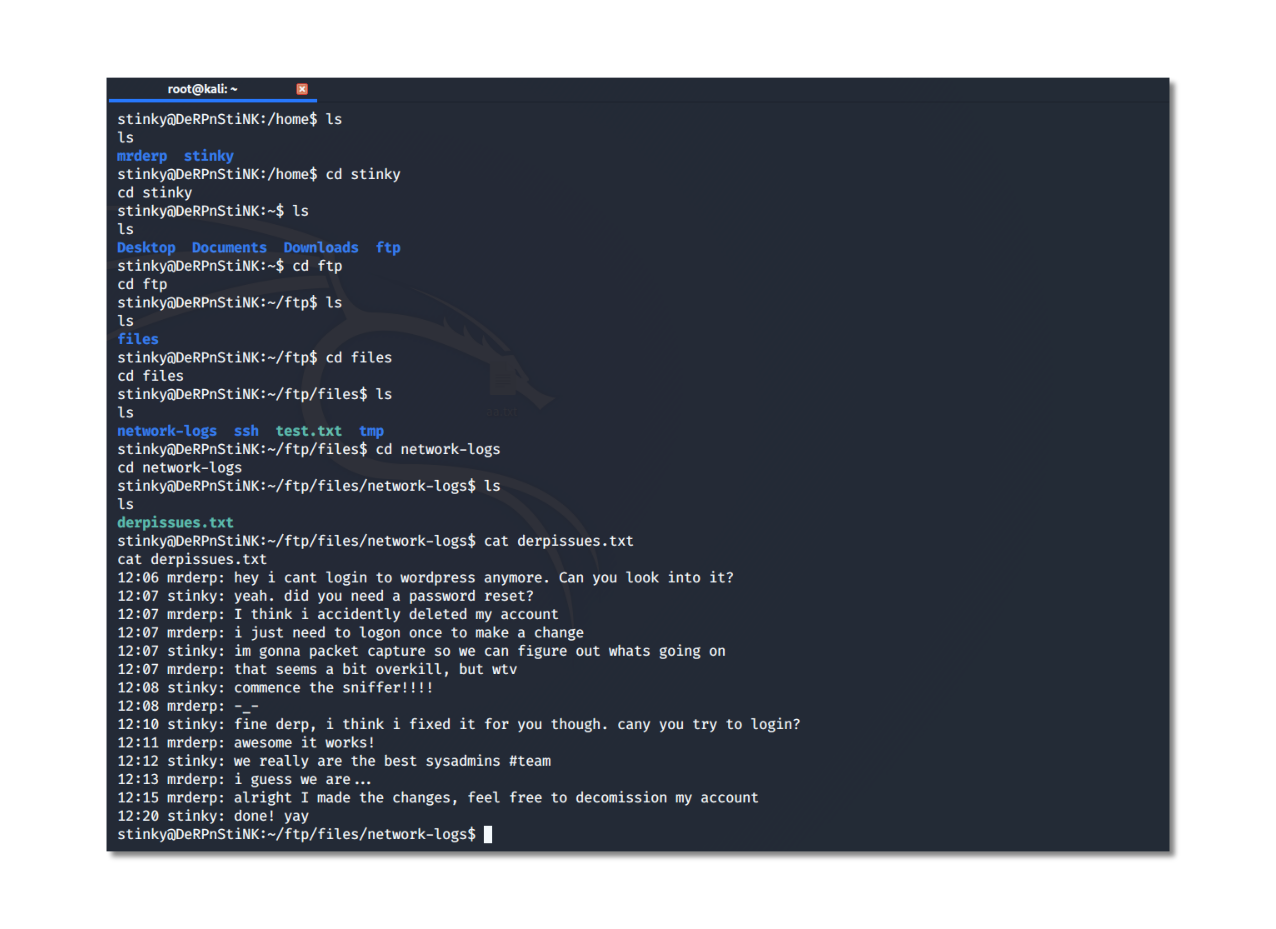 root@kali: ~
stinky@DeRPnStiNK:/home$ ls
ls
mrderp  stinky
stinky@DeRPnStiNK:/home$ cd stinky
cd stinky
stinky@DeRPnStiNK:~$ ls
ls
Desktop  Documents  Downloads  ftp
stinky@DeRPnStiNK:~$ cd ftp
cd ftp
stinky@DeRPnStiNK:~/ftp$ ls
ls
files
stinky@DeRPnStiNK:~/ftp$ cd files
cd files
stinky@DeRPnStiNK:~/ftp/files$ ls
ls
network-logs  ssh  test.txt  tmp
stinky@DeRPnStiNK:~/ftp/files$ cd network-logs
cd network-logs
stinky@DeRPnStiNK:~/ftp/files/network-logs$ ls
ls
derpissues.txt
stinky@DeRPnStiNK:~/ftp/files/network-logs$ cat derpissues.txt
cat derpissues.txt
12:06 mrderp: hey i cant login to wordpress anymore. Can you look into it?
12:07 stinky: yeah. did you need a password reset?
12:07 mrderp: I think i accidently deleted my account
12:07 mrderp: i just need to logon once to make a change
12:07 stinky: im gonna packet capture so we can figure out whats going on
12:07 mrderp: that seems a bit overkill, but wtv
12:08 stinky: commence the sniffer!!!!
12:08 mrderp: -_-
12:10 stinky: fine derp, i think i fixed it for you though. cany you try to login?
12:11 mrderp: awesome it works!
12:12 stinky: we really are the best sysadmins #team
12:13 mrderp: i guess we are...
12:15 mrderp: alright I made the changes, feel free to decomission my account
12:20 stinky: done! yay
stinky@DeRPnStiNK:~/ftp/files/network-logs$